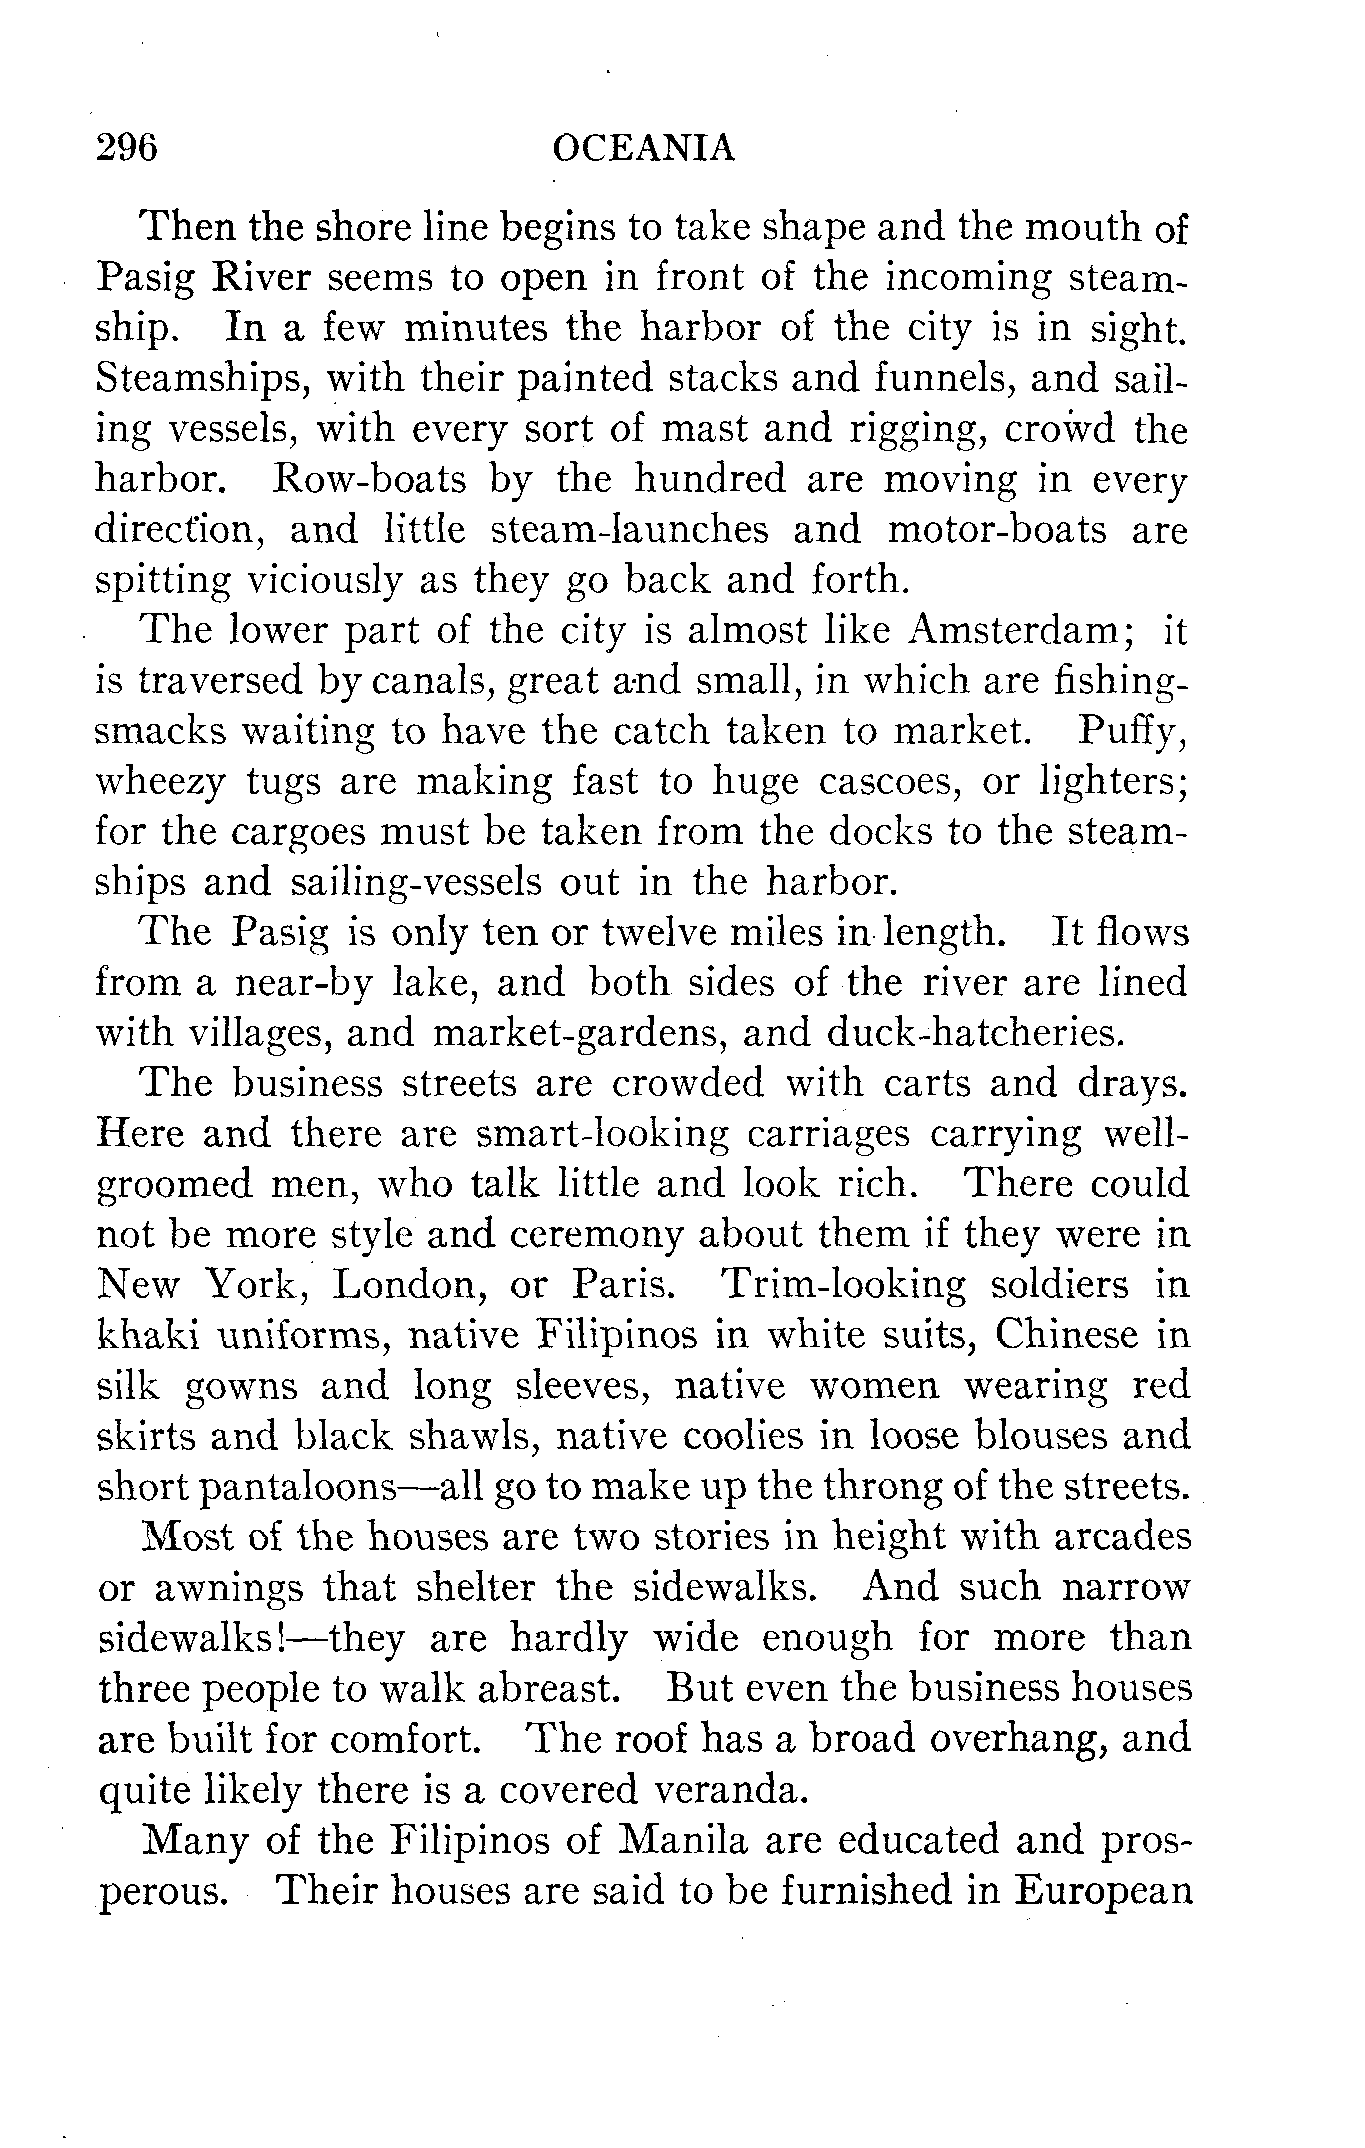 296 OCEANIA
Then the shore line begins to take shape and the mouth of
Pasig River seems to open in front of the incoming steam-
ship. In a few minutes the harbor of the city is in sight.
Steamships, with their painted stacks and funnels, and sail-
ing vessels, with every sort of mast and rigging, crowd the
harbor. Row-boats by the hundred are moving in every
direction, and little steam-launches and motor-boats are
spitting viciously as they go back and forth.
The lower part of the city is almost like Amsterdam; it
is traversed by canals, great and small, in which are fishing-
smacks waiting to have the catch taken to market. Puffy,
wheezy tugs are making fast to huge cascoes, or lighters;
for the cargoes must be taken from the docks to the steam-
ships and sailing-vessels out in the harbor.
The Pasig is only ten or twelve miles in length. It flows
from a near-by lake, and both sides of the river are lined
with villages, and market-gardens, and duck-hatcheries.
The business streets are crowded with carts and drays.
Here and there are smart-looking carriages carrying well-
groomed men, who talk little and look rich. There could
not be more style and ceremony about them if they were in
New York, London, or Paris. Trim-looking soldiers in
khaki uniforms, native Filipinos in white suits, Chinese in
silk gowns and long sleeves, native women wearing red
skirts and black shawls, native coolies in loose blouses and
short pantaloons—all go to make up the throng of the streets.
Most of the houses are two stories in height with arcades
or awnings that shelter the sidewalks. And such narrow
sidewalks!—they are hardly wide enough for more than
three people to walk abreast. But even the business houses
are built for comfort. The roof has a broad overhang, and
quite likely there is a covered veranda.
Many of the Filipinos of Manila are educated and pros-
perous. Their houses are said to be furnished in European